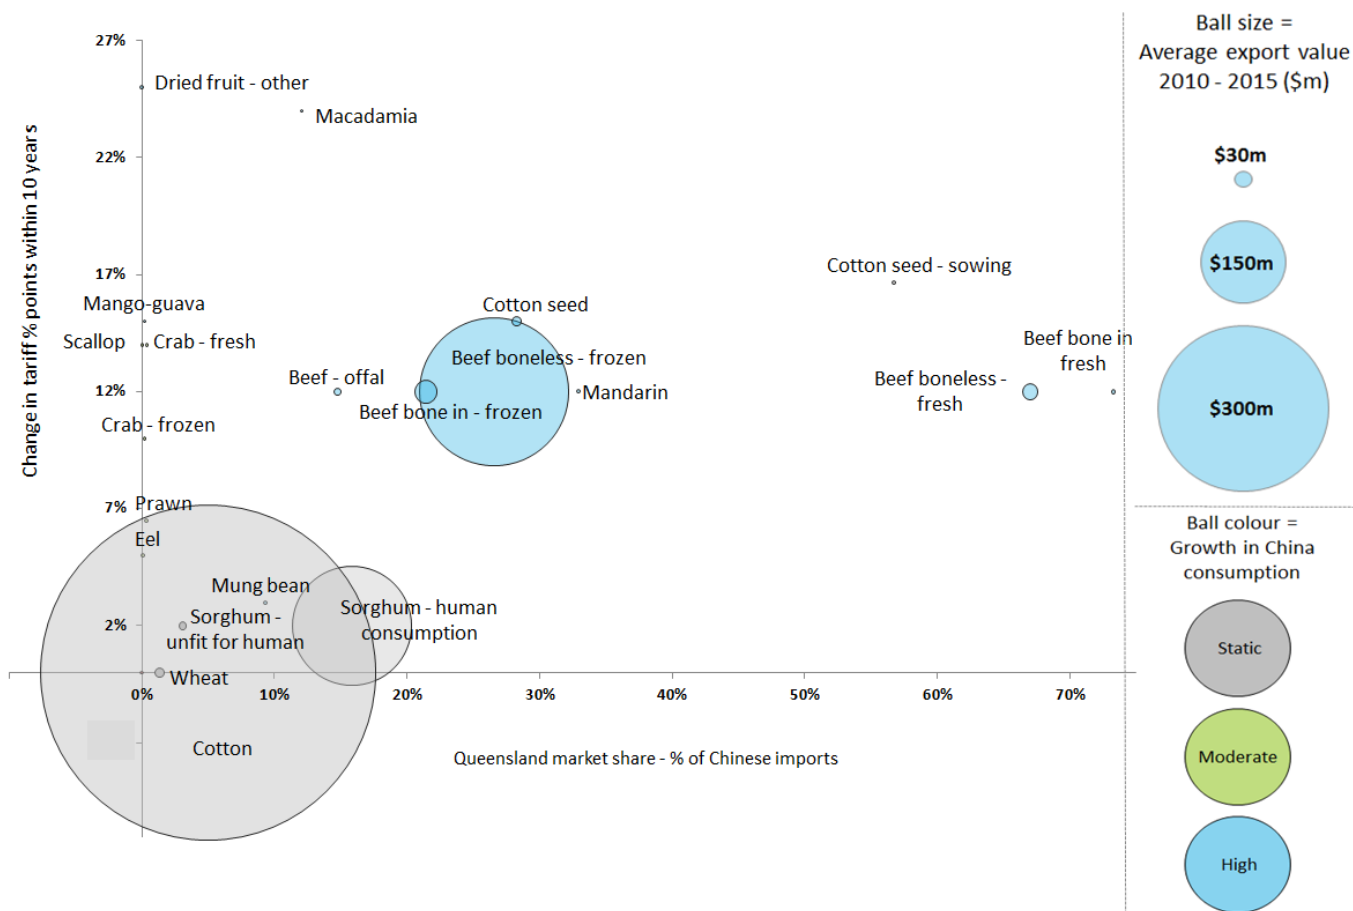 Change in tariff % points within 10 years
27%
22%
17%
12%
7%
2%
Dried fruit - other
Macadamia
Cotton seed - sowing
Mango-guava
Cotton seed
Scallop
Crab - fresh
Beef bone in
fresh
Beef boneless - frozen
Beef - offal
Beef boneless -
fresh
Mandarin
Beef bone in - frozen
Crab - frozen
Prawn
Eel
Mung bean
Sorghum - human
consumption
Sorghum -
unfit for human
Wheat
0%
10%
20%
30%
40%
50%
60%
70%
Cotton
Queensland market share - % of Chinese imports
Ball size =
Average export value
2010 - 2015 ($m)
$30m
$150m
$300m
Ball colour =
Growth in China
consumption
Static
Moderate
High